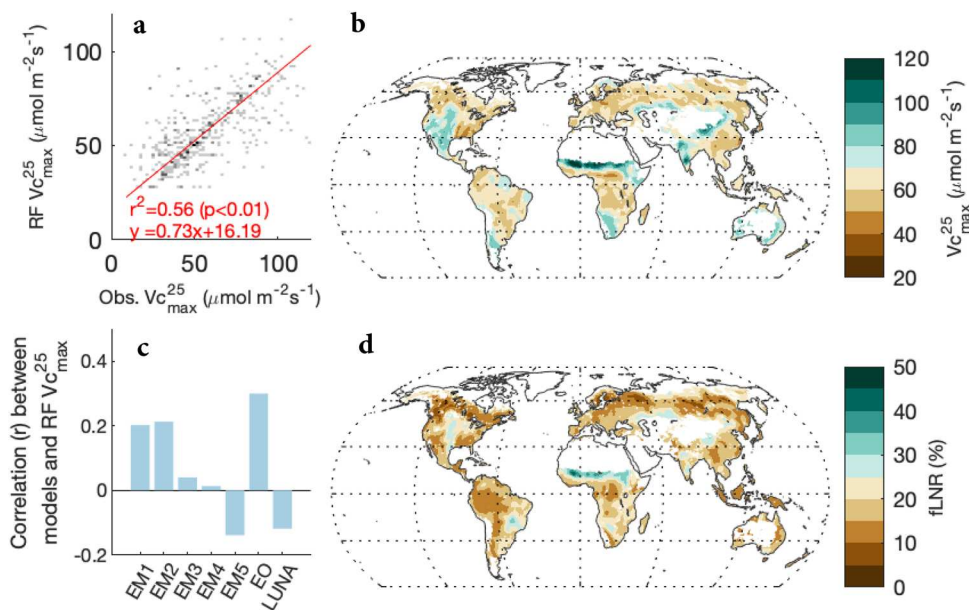 a
RF Vc25max (μmol m−2s−1)
100
50
0
r2=0.56 (p<0.01)
y =0.73x+16.19
0
50
100
Obs. Vc25max (μmol m−2s−1)
b
120
100
80
60
40
20
Vc25max (μmol m−2s−1)
c
Correlation (r) between
models and RF Vc25max
0.4
0.2
0
-0.2
EM1
EM2
EM3
EM4
EM5
EO
LUNA
d
50
40
30
20
10
0
fLNR (%)